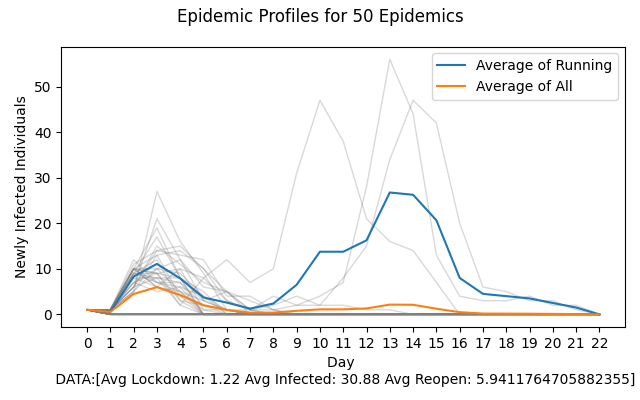 Epidemic Profiles for 50 Epidemics
Average of Running
Average of All
Newly Infected Individuals
50
40
30
20
10
0
0 1 2 3 4 5 6 7 8 9 10 11 12 13 14 15 16 17 18 19 20 21 22
Day
DATA:[Avg Lockdown: 1.22 Avg Infected: 30.88 Avg Reopen: 5.9411764705882355]